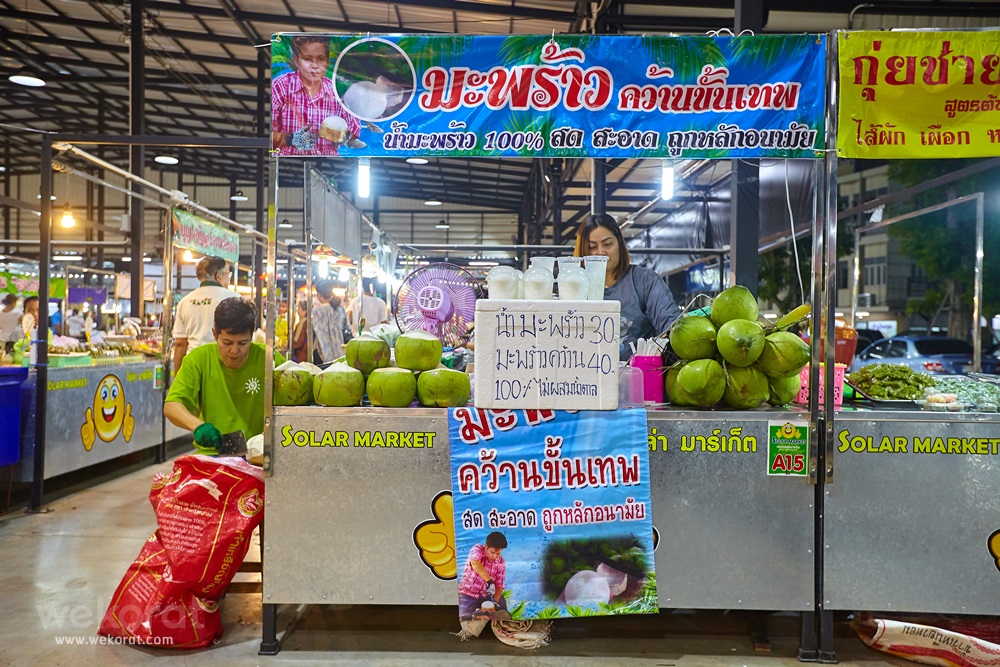 มะพร้าว คว้านขั้นเทพ
น้ำมะพร้าว 100% สด สะอาด ถูกหลักอนามัย
กุ่ยช่าย
ไส้ผัก เผือก
น้ำมะพร้าว 30.
มะพร้าวคว้าน 40.
100% ไม่ผสมน้ำตาล
SOLAR MARKET
มาร์เก็ต
SOLAR MARKET
A15
SOLAR MARKET
SOLAR MARKET
คว้านขั้นเทพ
สด สะอาด ถูกหลักอนามัย
wekorat
www.wekorat.com